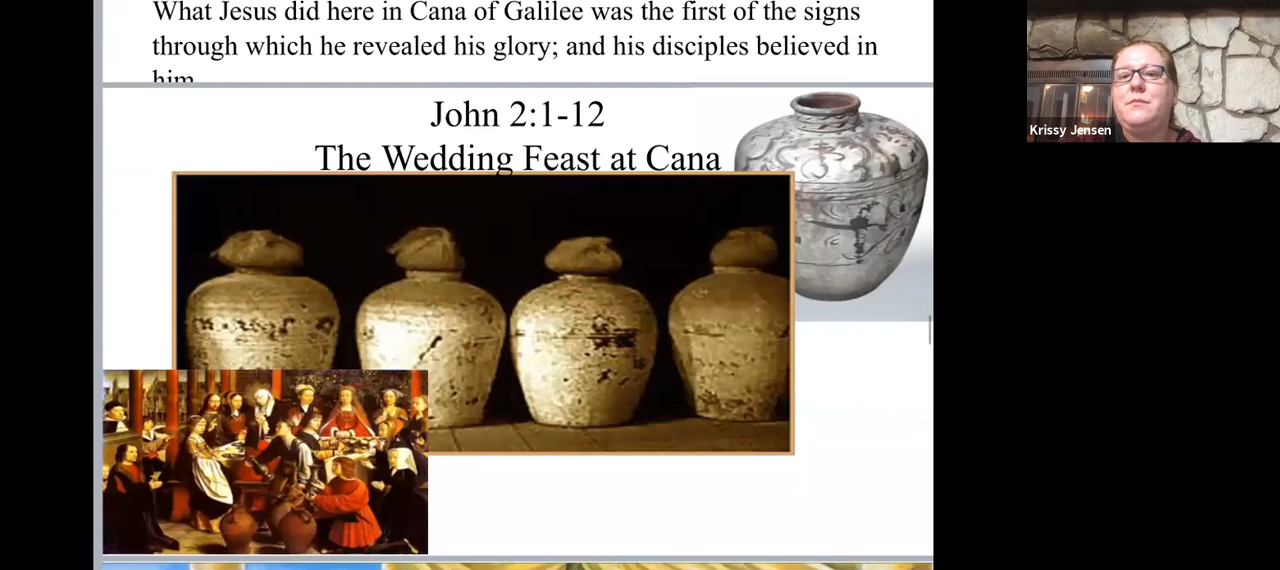 What Jesus did here in Cana of Galilee was the first of the signs
through which he revealed his glory; and his disciples believed in
him
John 2:1-12
The Wedding Feast at Cana
Krissy Jensen